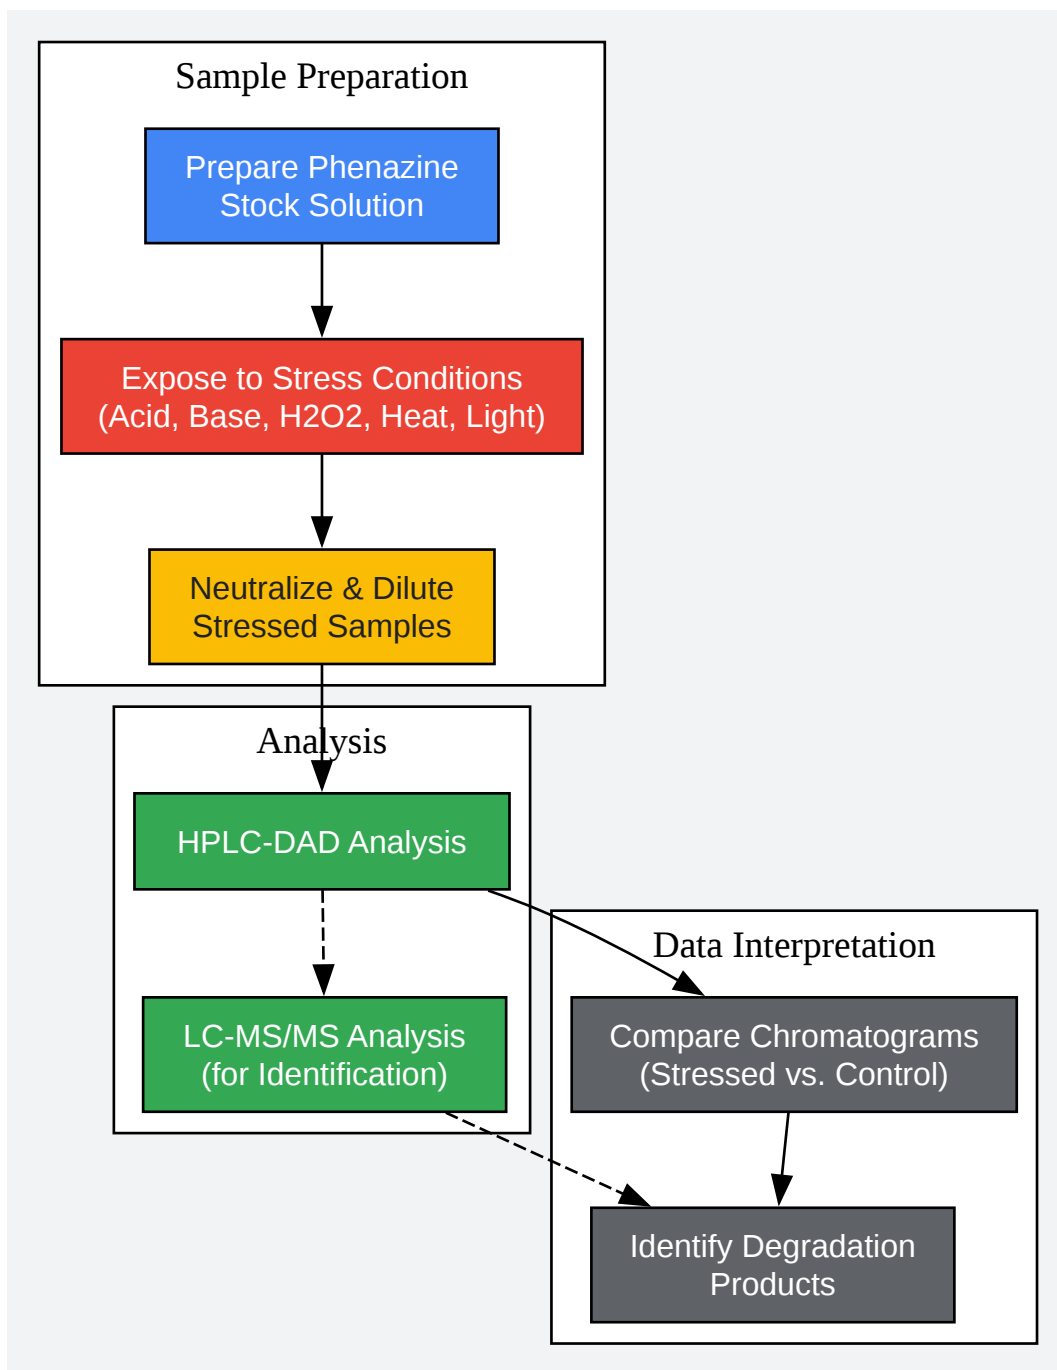 Sample Preparation
Prepare Phenazine
Stock Solution
Expose to Stress Conditions
(Acid, Base, H2O2, Heat, Light)
Neutralize & Dilute
Stressed Samples
Analysis
HPLC-DAD Analysis
LC-MS/MS Analysis
(for Identification)
Data Interpretation
Compare Chromatograms
(Stressed vs. Control)
Identify Degradation
Products